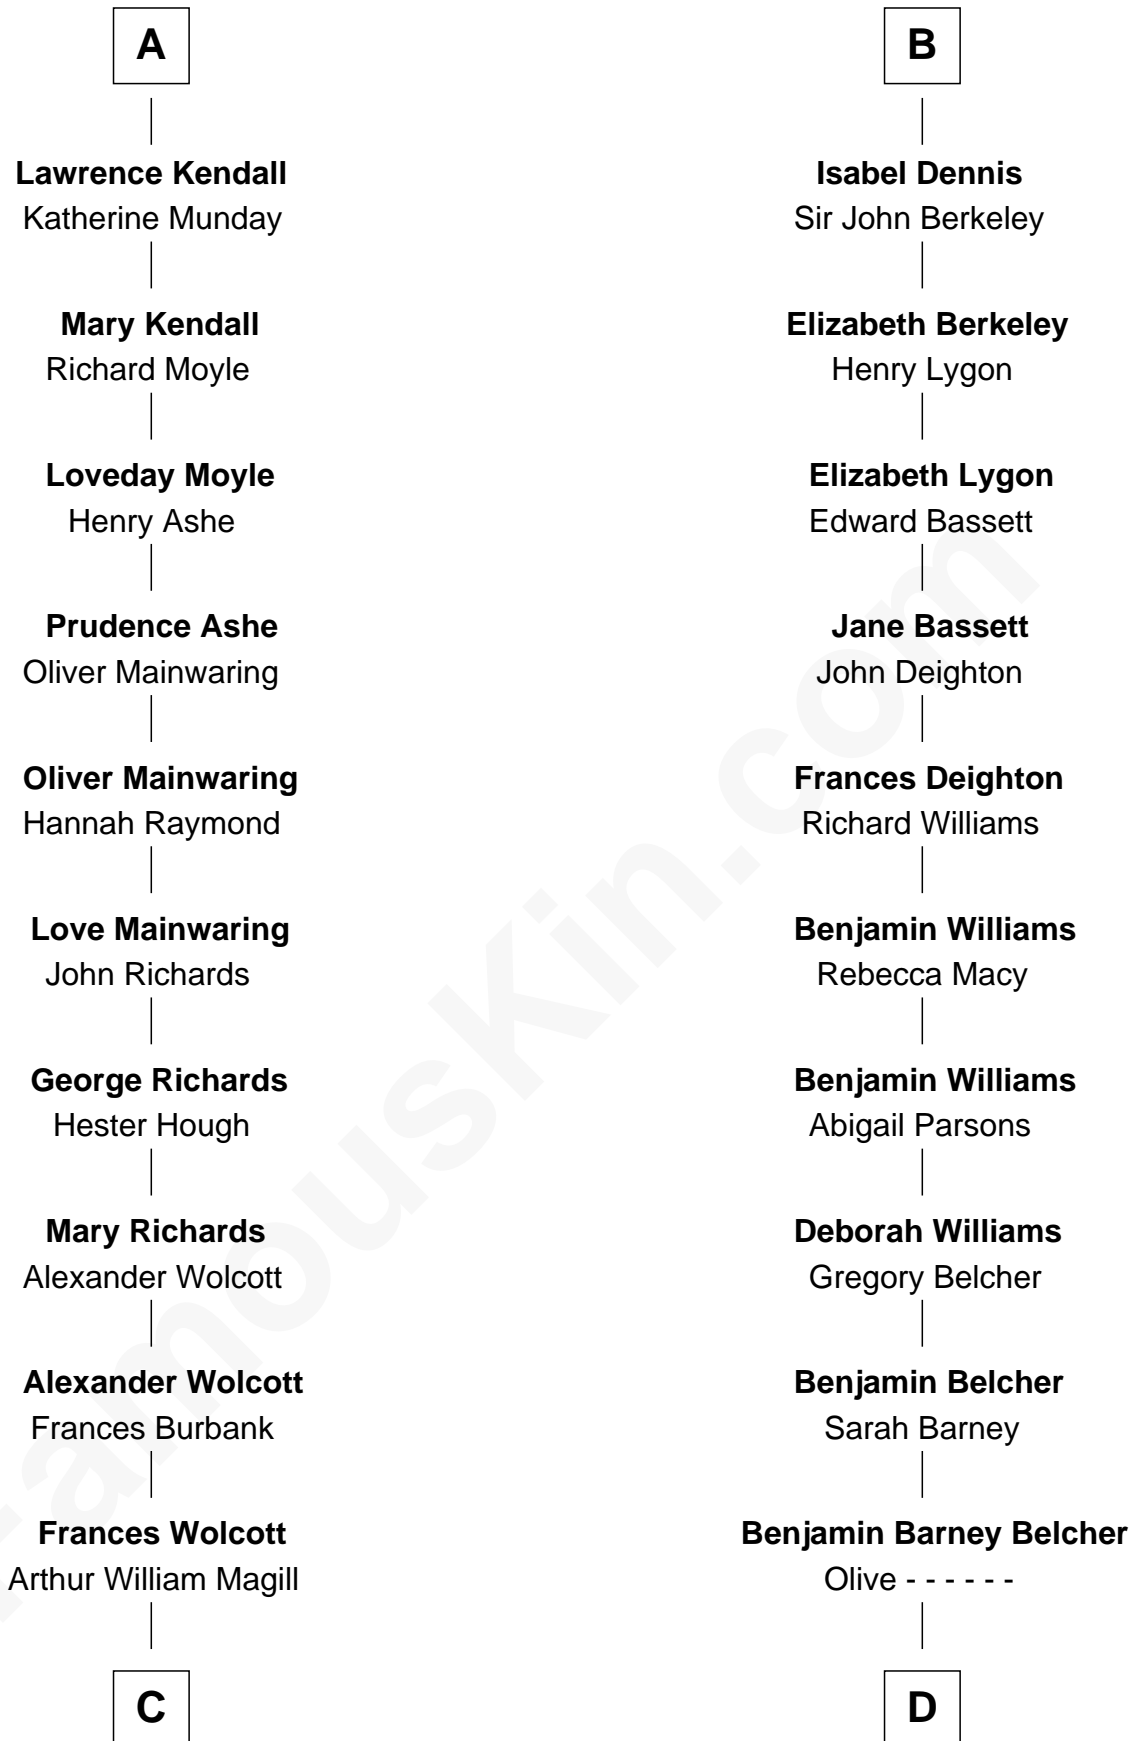 A
Lawrence Kendall
Katherine Munday
Mary Kendall
Richard Moyle
Loveday Moyle
Henry Ashe
Prudence Ashe
Oliver Mainwaring
Oliver Mainwaring
Hannah Raymond
Love Mainwaring
John Richards
George Richards
Hester Hough
Mary Richards
Alexander Wolcott
Alexander Wolcott
Frances Burbank
Frances Wolcott
Arthur William Magill
C
B
Isabel Dennis
Sir John Berkeley
Elizabeth Berkeley
Henry Lygon
Elizabeth Lygon
Edward Bassett
Jane Bassett
John Deighton
Frances Deighton
Richard Williams
Benjamin Williams
Rebecca Macy
Benjamin Williams
Abigail Parsons
Deborah Williams
Gregory Belcher
Benjamin Belcher
Sarah Barney
Benjamin Barney Belcher
Olive - - - - - -
D
FamousKin.com